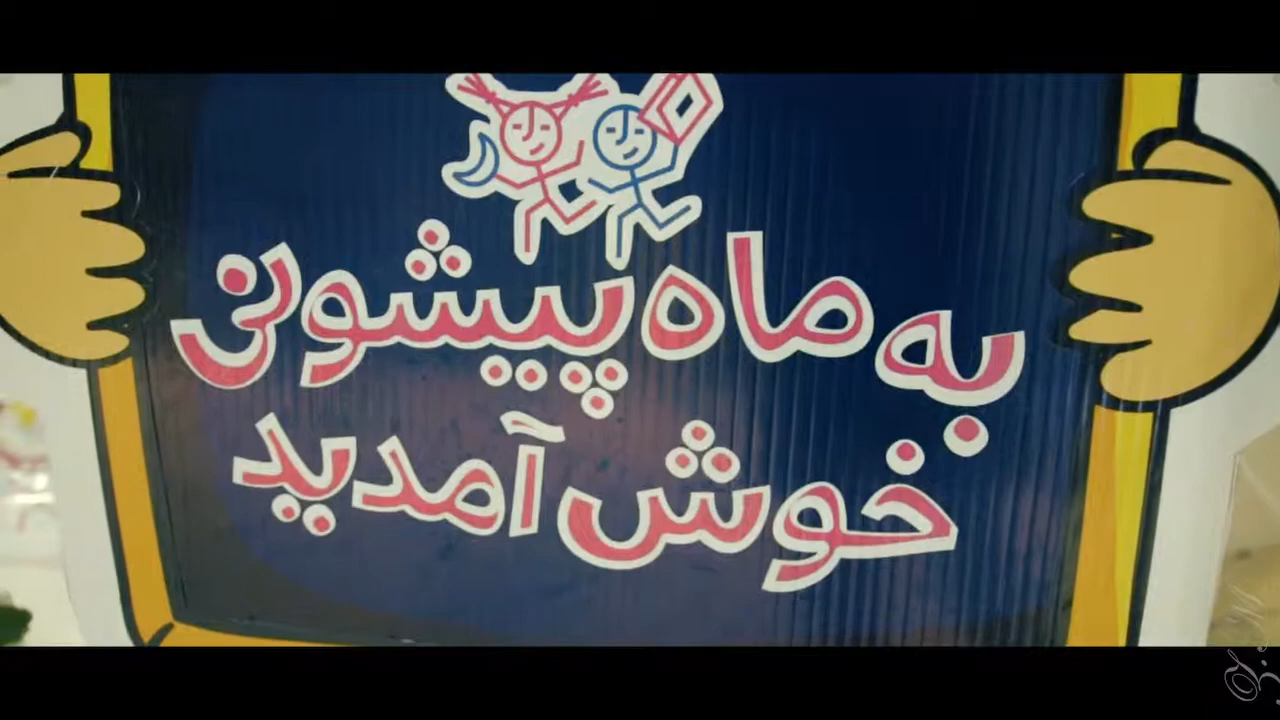 به ماه پیشونی
خوش آمدید